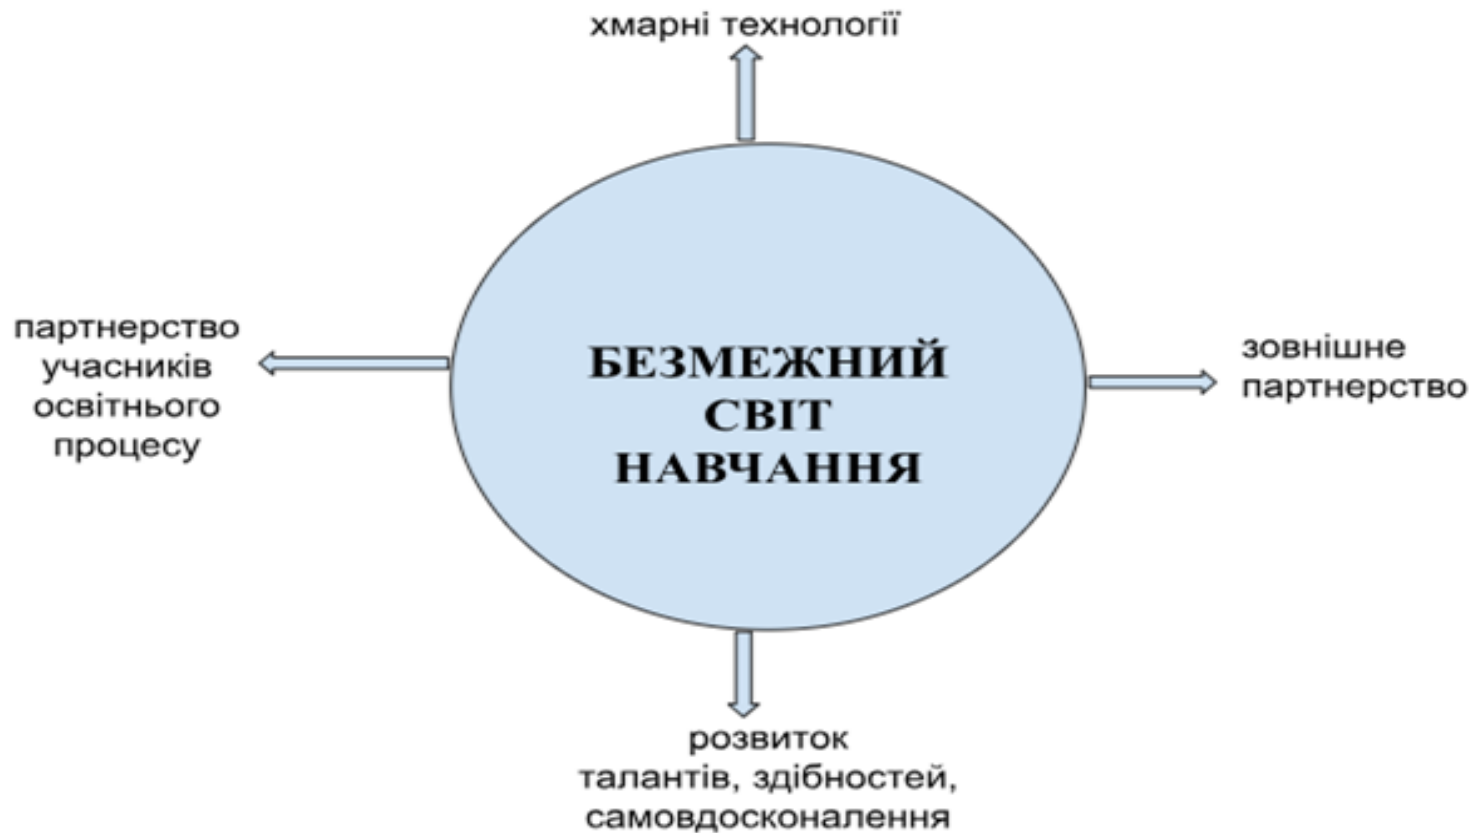 хмарні технології
партнерство
учасників
освітнього
процесу
БЕЗМЕЖНИЙ
СВІТ
НАВЧАННЯ
зовнішне
партнерство
розвиток
талантів, здібностей,
самовдосконалення